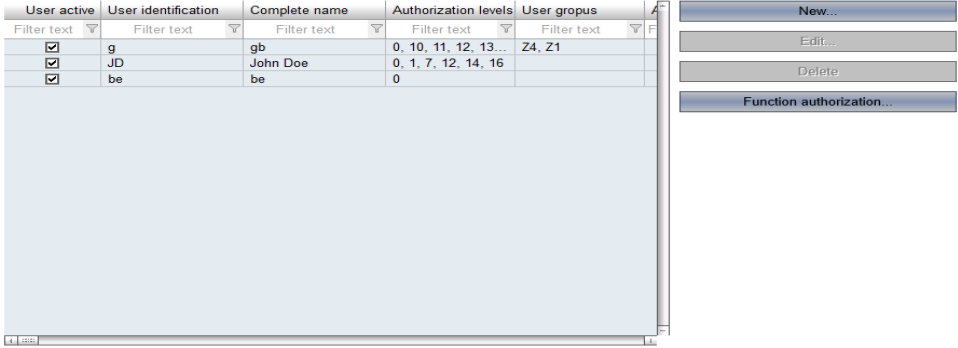 User active User identification Complete name Authorization levels User gropus A
Filter text Filter text Filter text Filter text Filter text F
g gb 0, 10, 11, 12, 13... Z4, Z1
JD John Doe 0, 1, 7, 12, 14, 16
be be 0
New...
Edit...
Delete
Function authorization...